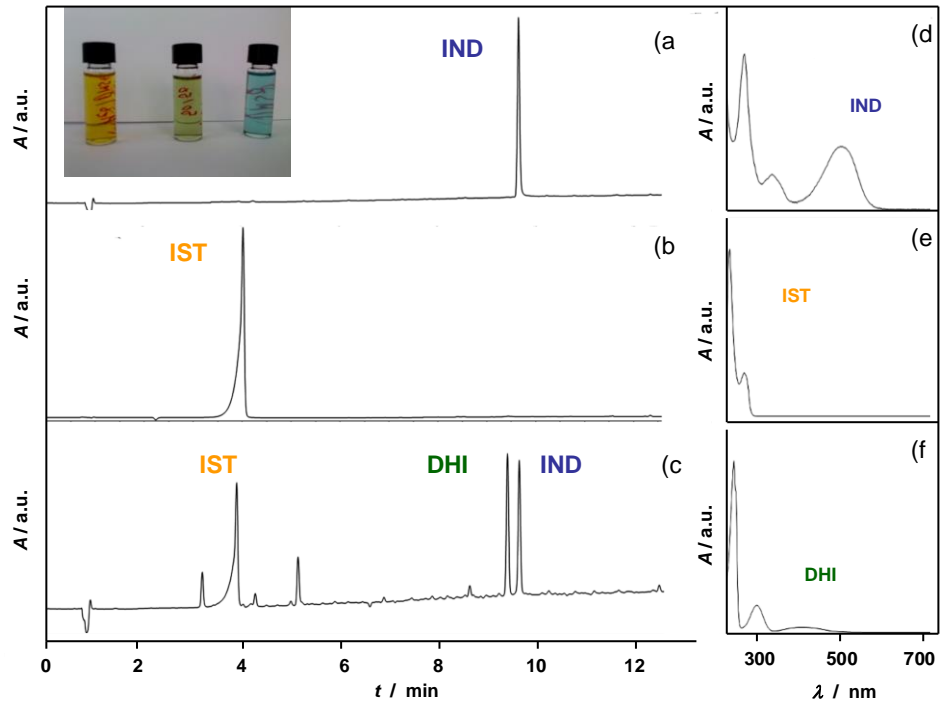 IND
(a
A / a.u.
IST
(b
A / a.u.
IST
DHI
IND
(c
A / a.u.
0
2
4
6
8
10
12
t / min
(d
IND
A / a.u.
(e
IST
A / a.u.
(f
DHI
A / a.u.
300
500
700
λ / nm